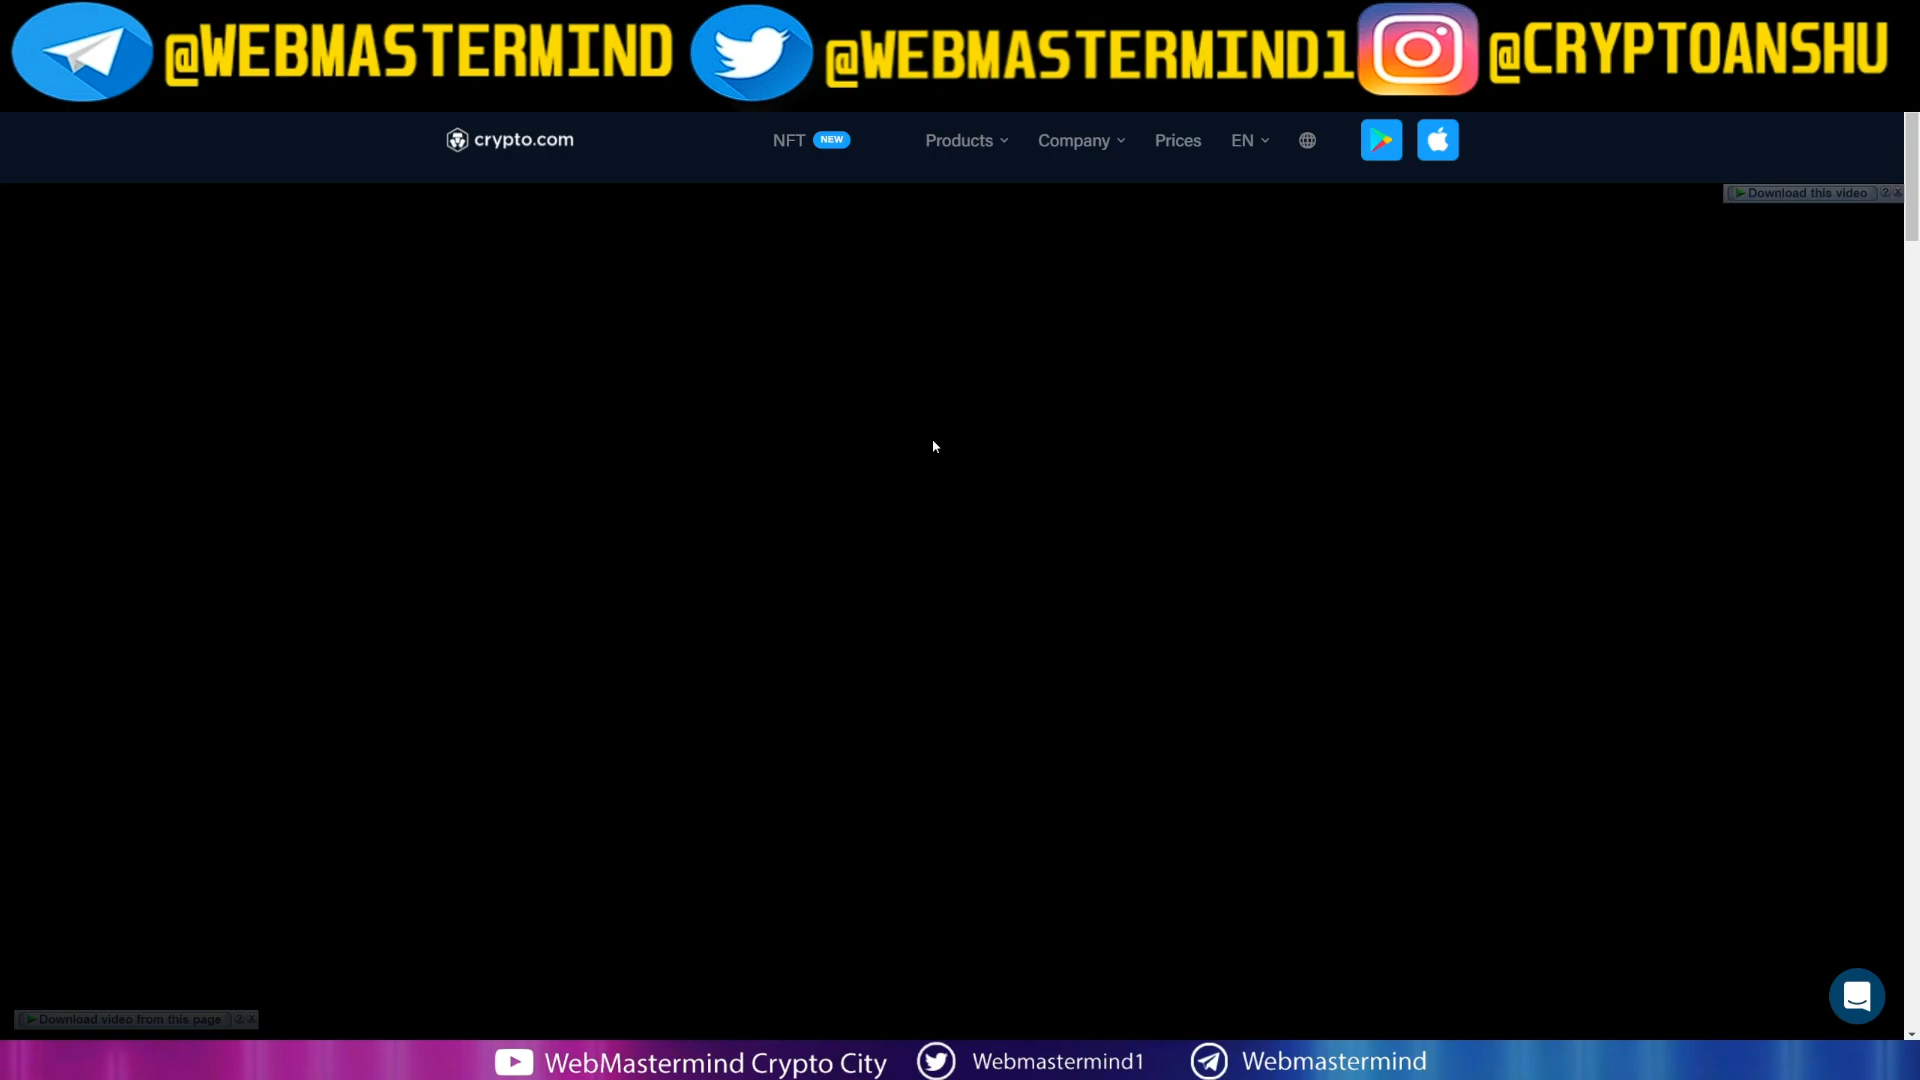 @WEBMASTERMIND @WEBMASTERMIND1 @CRYPTOANSHU
crypto.com NFT NEW Products Company Prices EN
Download this video ? X
Download video from this page ? X
WebMastermind Crypto City Webmastermind1 Webmastermind